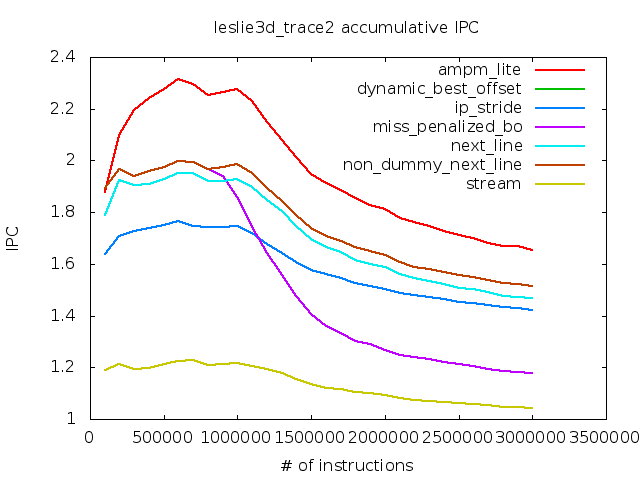 leslie3d_trace2 accumulative IPC
2.4
2.2
2
1.8
1.6
1.4
1.2
1
IPC
ampm_lite
dynamic_best_offset
ip_stride
miss_penalized_bo
next_line
non_dummy_next_line
stream
0 500000 1000000 1500000 2000000 2500000 3000000 3500000
# of instructions